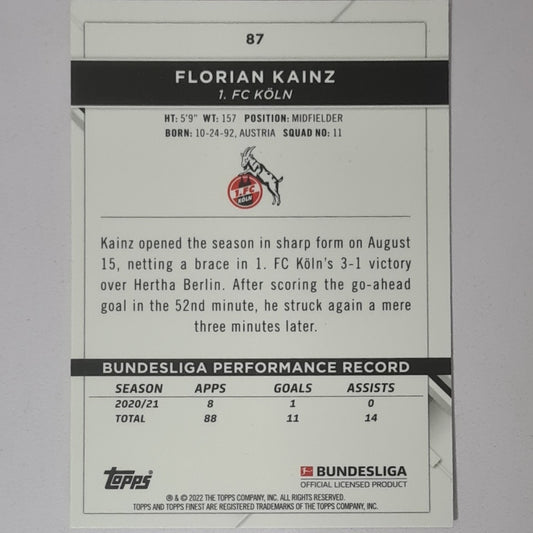 87
FLORIAN KAINZ
1. FC KÖLN
HT: 5'9" WT: 157 POSITION: MIDFIELDER
BORN: 10-24-92, AUSTRIA SQUAD NO: 11
1. FC
KÖLN
Kainz opened the season in sharp form on August
15, netting a brace in 1. FC Köln's 3-1 victory
over Hertha Berlin. After scoring the go-ahead
goal in the 52nd minute, he struck again a mere
three minutes later.
BUNDESLIGA PERFORMANCE RECORD
SEASON APPS GOALS ASSISTS
2020/21 8 1 0
TOTAL 88 11 14
topps®
BUNDESLIGA
OFFICIAL LICENSED PRODUCT
® & © 2022 THE TOPPS COMPANY, INC. ALL RIGHTS RESERVED.
TOPPS AND TOPPS FINEST ARE REGISTERED TRADEMARKS OF THE TOPPS COMPANY, INC.